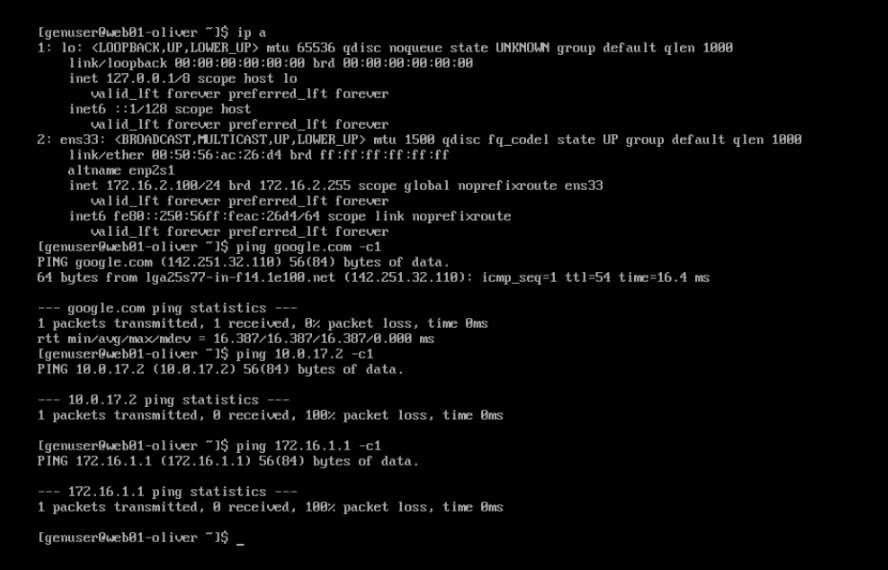 [genuser@web01-oliver ~]$ ip a
1: lo: <LOOPBACK,UP,LOWER_UP> mtu 65536 qdisc noqueue state UNKNOWN group default qlen 1000
    link/loopback 00:00:00:00:00:00 brd 00:00:00:00:00:00
    inet 127.0.0.1/8 scope host lo
       valid_lft forever preferred_lft forever
    inet6 ::1/128 scope host
       valid_lft forever preferred_lft forever
2: ens33: <BROADCAST,MULTICAST,UP,LOWER_UP> mtu 1500 qdisc fq_codel state UP group default qlen 1000
    link/ether 00:50:56:ac:26:d4 brd ff:ff:ff:ff:ff:ff
    altname enp2s1
    inet 172.16.2.100/24 brd 172.16.2.255 scope global noprefixroute ens33
       valid_lft forever preferred_lft forever
    inet6 fe80::250:56ff:feac:26d4/64 scope link noprefixroute
       valid_lft forever preferred_lft forever
[genuser@web01-oliver ~]$ ping google.com -c1
PING google.com (142.251.32.110) 56(84) bytes of data.
64 bytes from lga25s77-in-f14.1e100.net (142.251.32.110): icmp_seq=1 ttl=54 time=16.4 ms

--- google.com ping statistics ---
1 packets transmitted, 1 received, 0% packet loss, time 0ms
rtt min/avg/max/mdev = 16.387/16.387/16.387/0.000 ms
[genuser@web01-oliver ~]$ ping 10.0.17.2 -c1
PING 10.0.17.2 (10.0.17.2) 56(84) bytes of data.

--- 10.0.17.2 ping statistics ---
1 packets transmitted, 0 received, 100% packet loss, time 0ms

[genuser@web01-oliver ~]$ ping 172.16.1.1 -c1
PING 172.16.1.1 (172.16.1.1) 56(84) bytes of data.

--- 172.16.1.1 ping statistics ---
1 packets transmitted, 0 received, 100% packet loss, time 0ms

[genuser@web01-oliver ~]$ _